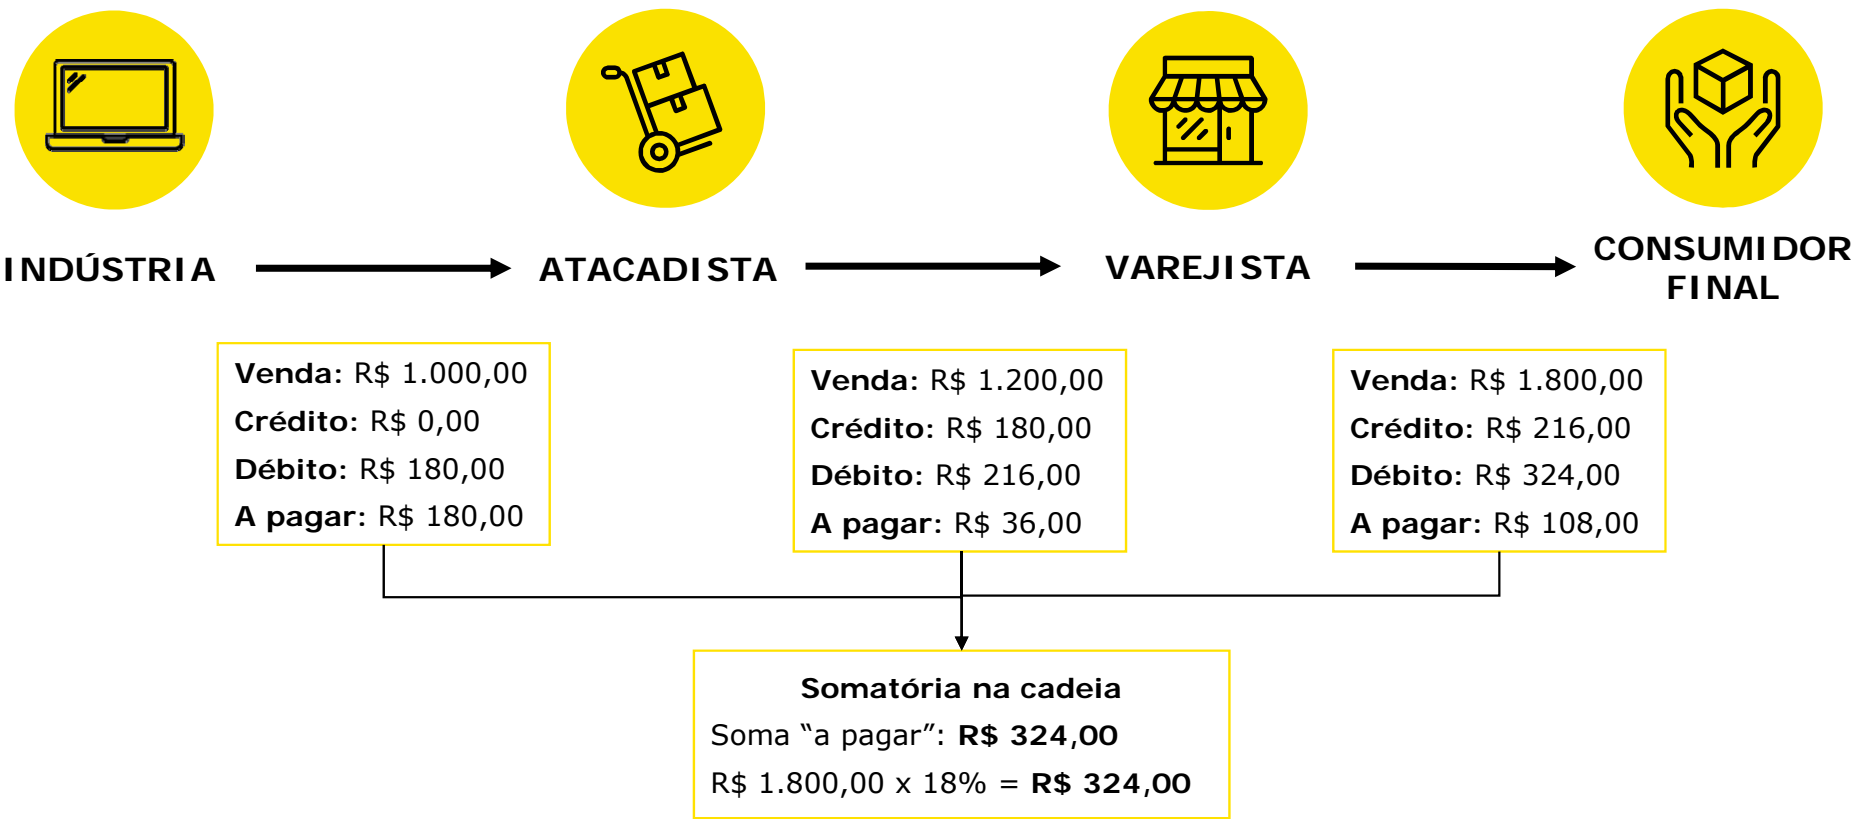 INDÚSTRIA
ATACADISTA
VAREJISTA
CONSUMIDOR
FINAL
Venda: R$ 1.000,00
Crédito: R$ 0,00
Débito: R$ 180,00
A pagar: R$ 180,00
Venda: R$ 1.200,00
Crédito: R$ 180,00
Débito: R$ 216,00
A pagar: R$ 36,00
Venda: R$ 1.800,00
Crédito: R$ 216,00
Débito: R$ 324,00
A pagar: R$ 108,00
Somatória na cadeia
Soma “a pagar”: R$ 324,00
R$ 1.800,00 x 18% = R$ 324,00